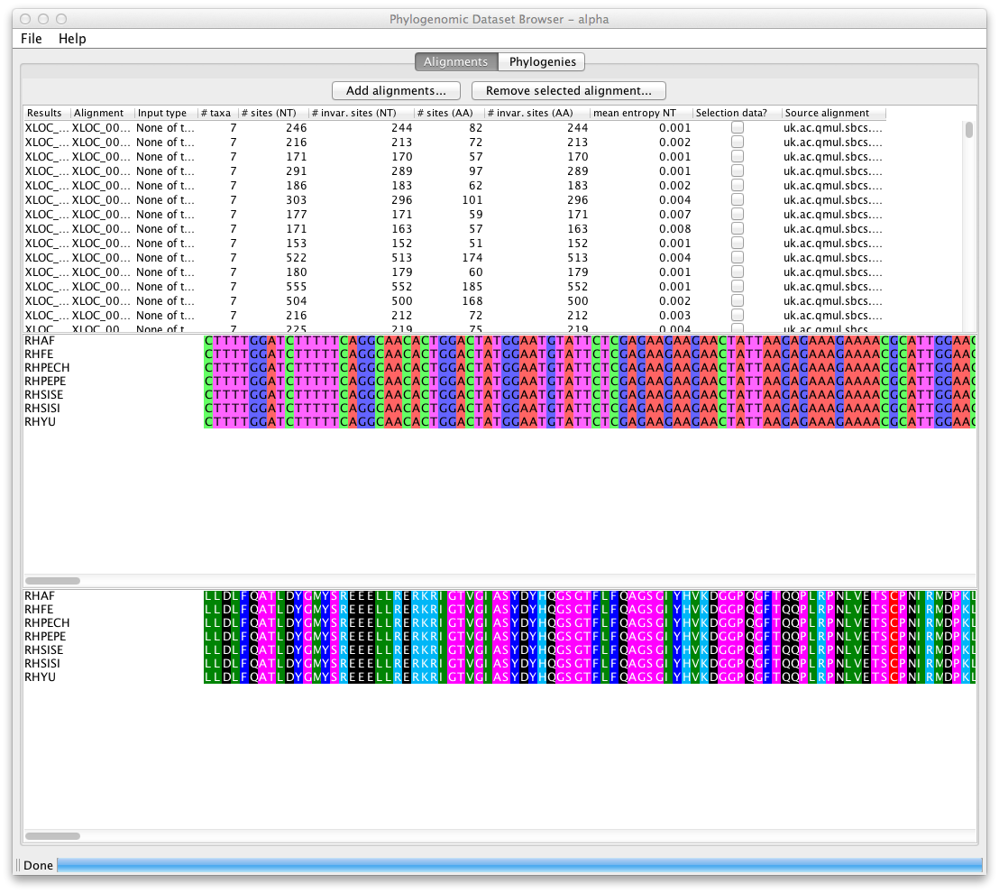 Phylogenomic Dataset Browser – alpha
File Help
Alignments Phylogenies
Add alignments... Remove selected alignment...
Results Alignment Input type # taxa # sites (NT) # invar. sites (NT) # sites (AA) # invar. sites (AA) mean entropy NT Selection data? Source alignment
XLOC_... XLOC_00... None of t... 7 246 244 82 244 0.001 uk.ac.qmul.sbcs....
XLOC_... XLOC_00... None of t... 7 216 213 72 213 0.002 uk.ac.qmul.sbcs....
XLOC_... XLOC_00... None of t... 7 171 170 57 170 0.001 uk.ac.qmul.sbcs....
XLOC_... XLOC_00... None of t... 7 291 289 97 289 0.001 uk.ac.qmul.sbcs....
XLOC_... XLOC_00... None of t... 7 186 183 62 183 0.002 uk.ac.qmul.sbcs....
XLOC_... XLOC_00... None of t... 7 303 296 101 296 0.004 uk.ac.qmul.sbcs....
XLOC_... XLOC_00... None of t... 7 177 171 59 171 0.007 uk.ac.qmul.sbcs....
XLOC_... XLOC_00... None of t... 7 171 163 57 163 0.008 uk.ac.qmul.sbcs....
XLOC_... XLOC_00... None of t... 7 153 152 51 152 0.001 uk.ac.qmul.sbcs....
XLOC_... XLOC_00... None of t... 7 522 513 174 513 0.004 uk.ac.qmul.sbcs....
XLOC_... XLOC_00... None of t... 7 180 179 60 179 0.001 uk.ac.qmul.sbcs....
XLOC_... XLOC_00... None of t... 7 555 552 185 552 0.001 uk.ac.qmul.sbcs....
XLOC_... XLOC_00... None of t... 7 504 500 168 500 0.002 uk.ac.qmul.sbcs....
XLOC_... XLOC_00... None of t... 7 216 212 72 212 0.003 uk.ac.qmul.sbcs....
XLOC_... XLOC_00... None of t... 7 225 219 75 219 0.004 uk.ac.qmul.sbcs....
RHAF CTTTTGGATCTTTTTCAGGCAACACTGGACTATGGAATGTATTCTCGAGAAGAAGAACTATTAAGAGAAAGAAAACGCATTGGAAC
RHFE CTTTTGGATCTTTTTCAGGCAACACTGGACTATGGAATGTATTCTCGAGAAGAAGAACTATTAAGAGAAAGAAAACGCATTGGAAC
RHPECH CTTTTGGATCTTTTTCAGGCAACACTGGACTATGGAATGTATTCTCGAGAAGAAGAACTATTAAGAGAAAGAAAACGCATTGGAAC
RHPEPE CTTTTGGATCTTTTTCAGGCAACACTGGACTATGGAATGTATTCTCGAGAAGAAGAACTATTAAGAGAAAGAAAACGCATTGGAAC
RHSISE CTTTTGGATCTTTTTCAGGCAACACTGGACTATGGAATGTATTCTCGAGAAGAAGAACTATTAAGAGAAAGAAAACGCATTGGAAC
RHSISI CTTTTGGATCTTTTTCAGGCAACACTGGACTATGGAATGTATTCTCGAGAAGAAGAACTATTAAGAGAAAGAAAACGCATTGGAAC
RHYU CTTTTGGATCTTTTTCAGGCAACACTGGACTATGGAATGTATTCTCGAGAAGAAGAACTATTAAGAGAAAGAAAACGCATTGGAAC
RHAF LLDLFQATLDYGMYSREEELLRERKRIGTVGIASYDYHQGSGTFLFQAGSGIYHVKDGGPQGFTQQPLRPNLVETSCPNIRMDPKL
RHFE LLDLFQATLDYGMYSREEELLRERKRIGTVGIASYDYHQGSGTFLFQAGSGIYHVKDGGPQGFTQQPLRPNLVETSCPNIRMDPKL
RHPECH LLDLFQATLDYGMYSREEELLRERKRIGTVGIASYDYHQGSGTFLFQAGSGIYHVKDGGPQGFTQQPLRPNLVETSCPNIRMDPKL
RHPEPE LLDLFQATLDYGMYSREEELLRERKRIGTVGIASYDYHQGSGTFLFQAGSGIYHVKDGGPQGFTQQPLRPNLVETSCPNIRMDPKL
RHSISE LLDLFQATLDYGMYSREEELLRERKRIGTVGIASYDYHQGSGTFLFQAGSGIYHVKDGGPQGFTQQPLRPNLVETSCPNIRMDPKL
RHSISI LLDLFQATLDYGMYSREEELLRERKRIGTVGIASYDYHQGSGTFLFQAGSGIYHVKDGGPQGFTQQPLRPNLVETSCPNIRMDPKL
RHYU LLDLFQATLDYGMYSREEELLRERKRIGTVGIASYDYHQGSGTFLFQAGSGIYHVKDGGPQGFTQQPLRPNLVETSCPNIRMDPKL
Done